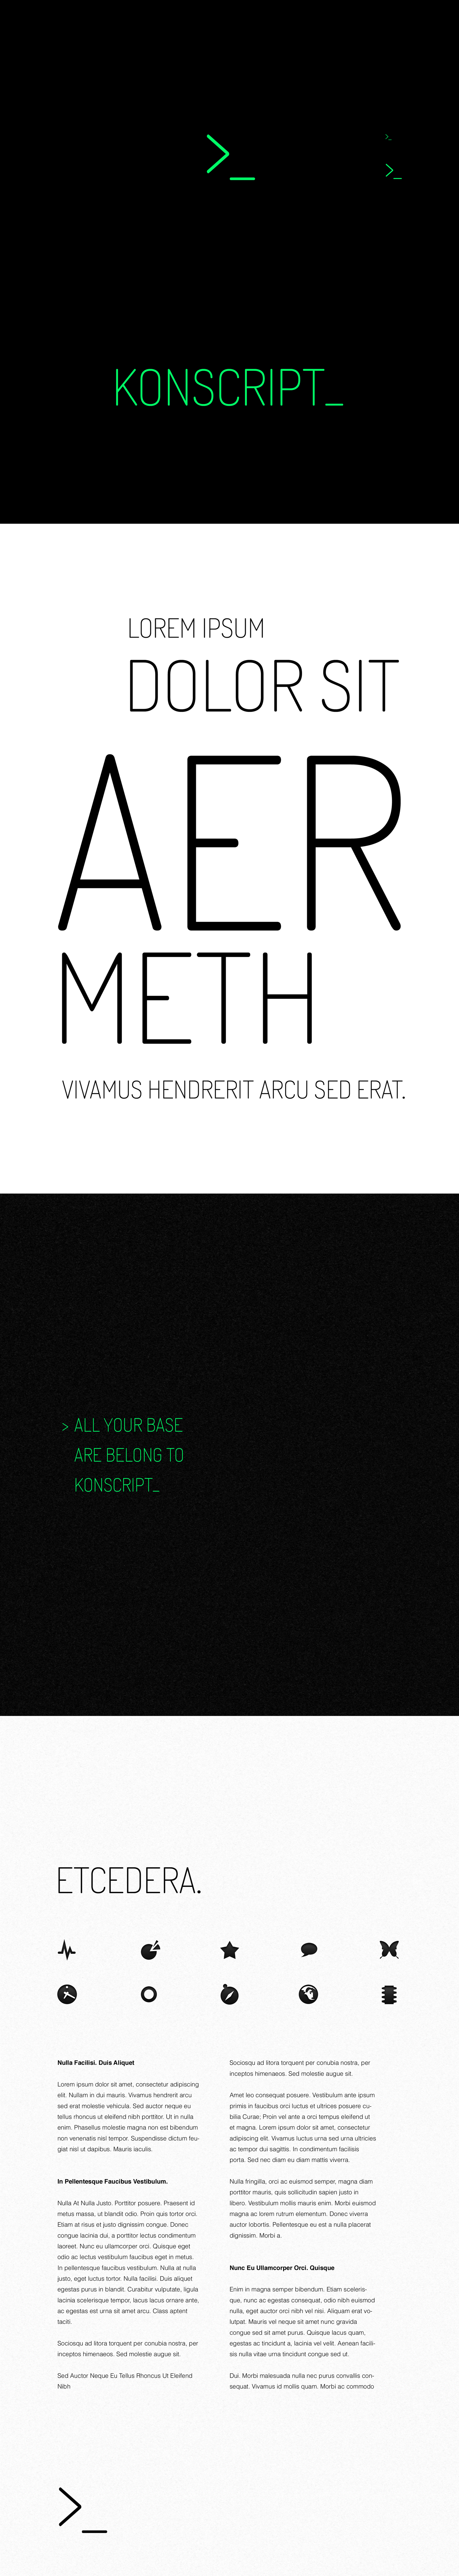 >_
>_
>_
KONSCRIPT_
LOREM IPSUM
DOLOR SIT
AER
METH
VIVAMUS HENDRERIT ARCU SED ERAT.
> ALL YOUR BASE
ARE BELONG TO
KONSCRIPT_
ETCEDERA.
Nulla Facilisi. Duis Aliquet
Lorem ipsum dolor sit amet, consectetur adipiscing
elit. Nullam in dui mauris. Vivamus hendrerit arcu
sed erat molestie vehicula. Sed auctor neque eu
tellus rhoncus ut eleifend nibh porttitor. Ut in nulla
enim. Phasellus molestie magna non est bibendum
non venenatis nisl tempor. Suspendisse dictum feu-
giat nisl ut dapibus. Mauris iaculis.
In Pellentesque Faucibus Vestibulum.
Nulla At Nulla Justo. Porttitor posuere. Praesent id
metus massa, ut blandit odio. Proin quis tortor orci.
Etiam at risus et justo dignissim congue. Donec
congue lacinia dui, a porttitor lectus condimentum
laoreet. Nunc eu ullamcorper orci. Quisque eget
odio ac lectus vestibulum faucibus eget in metus.
In pellentesque faucibus vestibulum. Nulla at nulla
justo, eget luctus tortor. Nulla facilisi. Duis aliquet
egestas purus in blandit. Curabitur vulputate, ligula
lacinia scelerisque tempor, lacus lacus ornare ante,
ac egestas est urna sit amet arcu. Class aptent
taciti.
Sociosqu ad litora torquent per conubia nostra, per
inceptos himenaeos. Sed molestie augue sit.
Sed Auctor Neque Eu Tellus Rhoncus Ut Eleifend
Nibh
Sociosqu ad litora torquent per conubia nostra, per
inceptos himenaeos. Sed molestie augue sit.
Amet leo consequat posuere. Vestibulum ante ipsum
primis in faucibus orci luctus et ultrices posuere cu-
bilia Curae; Proin vel ante a orci tempus eleifend ut
et magna. Lorem ipsum dolor sit amet, consectetur
adipiscing elit. Vivamus luctus urna sed urna ultricies
ac tempor dui sagittis. In condimentum facilisis
porta. Sed nec diam eu diam mattis viverra.
Nulla fringilla, orci ac euismod semper, magna diam
porttitor mauris, quis sollicitudin sapien justo in
libero. Vestibulum mollis mauris enim. Morbi euismod
magna ac lorem rutrum elementum. Donec viverra
auctor lobortis. Pellentesque eu est a nulla placerat
dignissim. Morbi a.
Nunc Eu Ullamcorper Orci. Quisque
Enim in magna semper bibendum. Etiam sceleris-
que, nunc ac egestas consequat, odio nibh euismod
nulla, eget auctor orci nibh vel nisi. Aliquam erat vo-
lutpat. Mauris vel neque sit amet nunc gravida
congue sed sit amet purus. Quisque lacus quam,
egestas ac tincidunt a, lacinia vel velit. Aenean facili-
sis nulla vitae urna tincidunt congue sed ut.
Dui. Morbi malesuada nulla nec purus convallis con-
sequat. Vivamus id mollis quam. Morbi ac commodo
>_